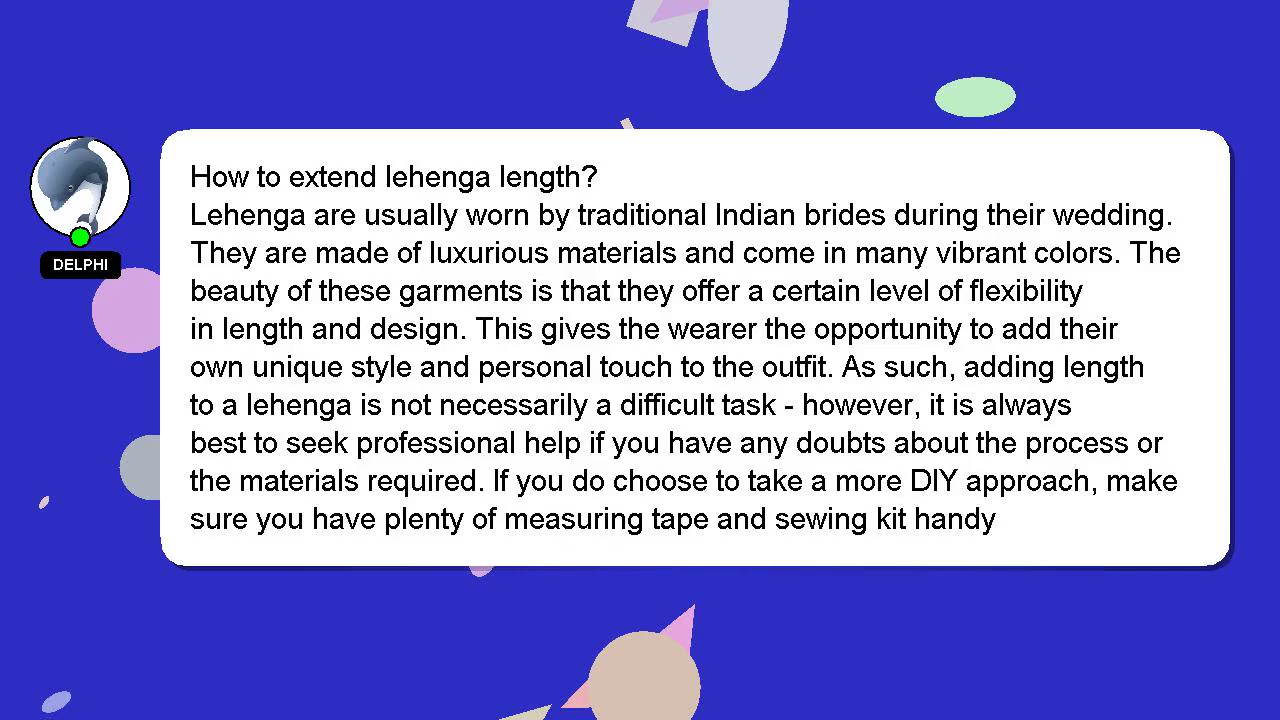 How to extend lehenga length?
Lehenga are usually worn by traditional Indian brides during their wedding.
They are made of luxurious materials and come in many vibrant colors. The
beauty of these garments is that they offer a certain level of flexibility
in length and design. This gives the wearer the opportunity to add their
own unique style and personal touch to the outfit. As such, adding length
to a lehenga is not necessarily a difficult task - however, it is always
best to seek professional help if you have any doubts about the process or
the materials required. If you do choose to take a more DIY approach, make
sure you have plenty of measuring tape and sewing kit handy
DELPHI